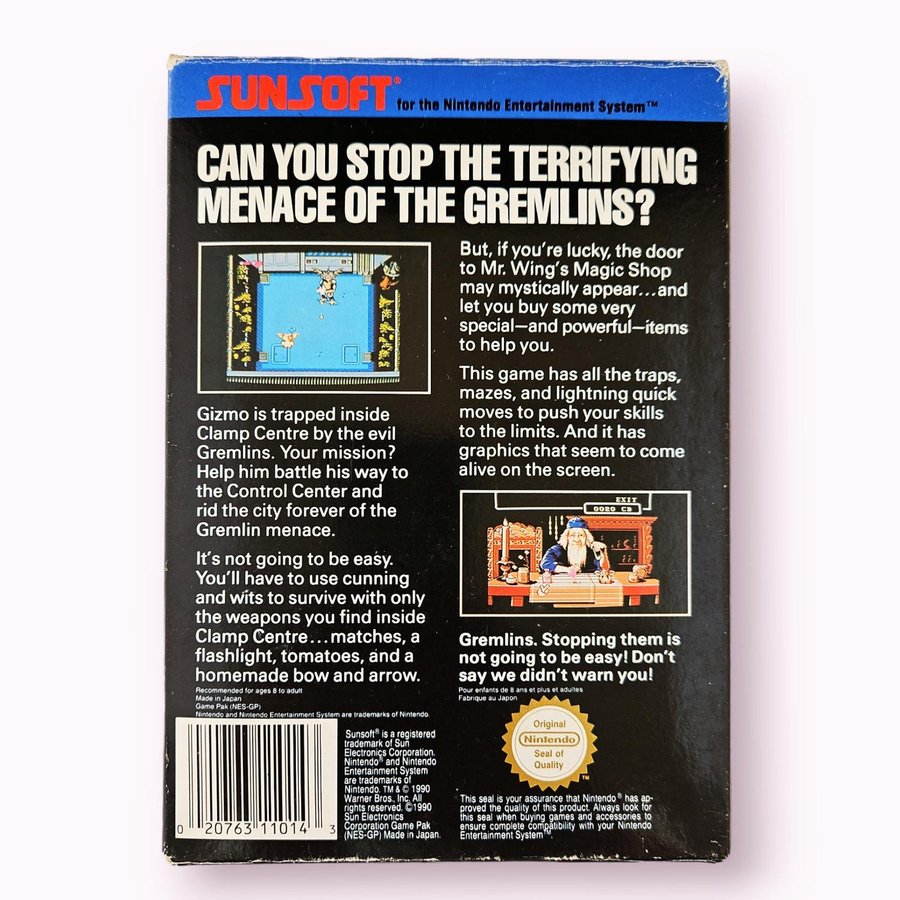 SUNSOFT® for the Nintendo Entertainment System™
CAN YOU STOP THE TERRIFYING
MENACE OF THE GREMLINS?
Gizmo is trapped inside
Clamp Centre by the evil
Gremlins. Your mission?
Help him battle his way to
the Control Center and
rid the city forever of the
Gremlin menace.
It's not going to be easy.
You'll have to use cunning
and wits to survive with only
the weapons you find inside
Clamp Centre...matches, a
flashlight, tomatoes, and a
homemade bow and arrow.
Recommended for ages 8 to adult
Made in Japan
Game Pak (NES-GP)
Nintendo and Nintendo Entertainment System are trademarks of Nintendo.
But, if you're lucky, the door
to Mr. Wing's Magic Shop
may mystically appear...and
let you buy some very
special—and powerful—items
to help you.
This game has all the traps,
mazes, and lightning quick
moves to push your skills
to the limits. And it has
graphics that seem to come
alive on the screen.
EXIT
0020 CB
Gremlins. Stopping them is
not going to be easy! Don't
say we didn't warn you!
Pour enfants de 8 ans et plus et adultes
Fabrique au Japon
0 20763 11014 3
Sunsoft® is a registered
trademark of Sun
Electronics Corporation.
Nintendo® and Nintendo
Entertainment System
are trademarks of
Nintendo. TM & © 1990
Warner Bros., Inc. All
rights reserved. ©1990
Sun Electronics
Corporation Game Pak
(NES-GP) Made in Japan.
Original
Nintendo
Seal of
Quality
TM
This seal is your assurance that Nintendo® has ap-
proved the quality of this product. Always look for
this seal when buying games and accessories to
ensure complete compatibility with your Nintendo
Entertainment System™.